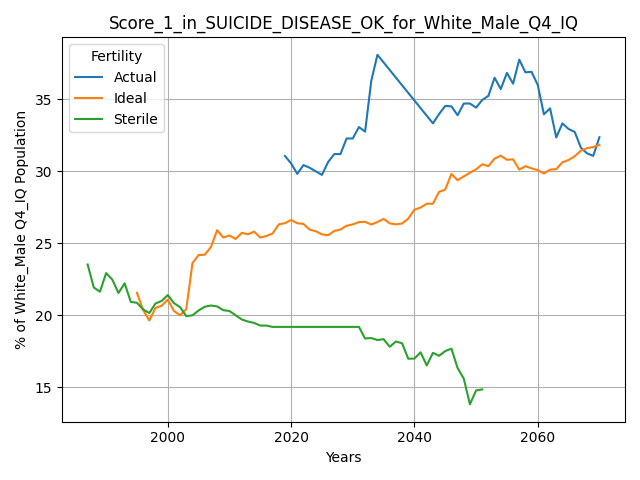 Score_1_in_SUICIDE_DISEASE_OK_for_White_Male_Q4_IQ
Fertility
Actual
Ideal
Sterile
% of White_Male Q4_IQ Population
35
30
25
20
15
2000
2020
2040
2060
Years